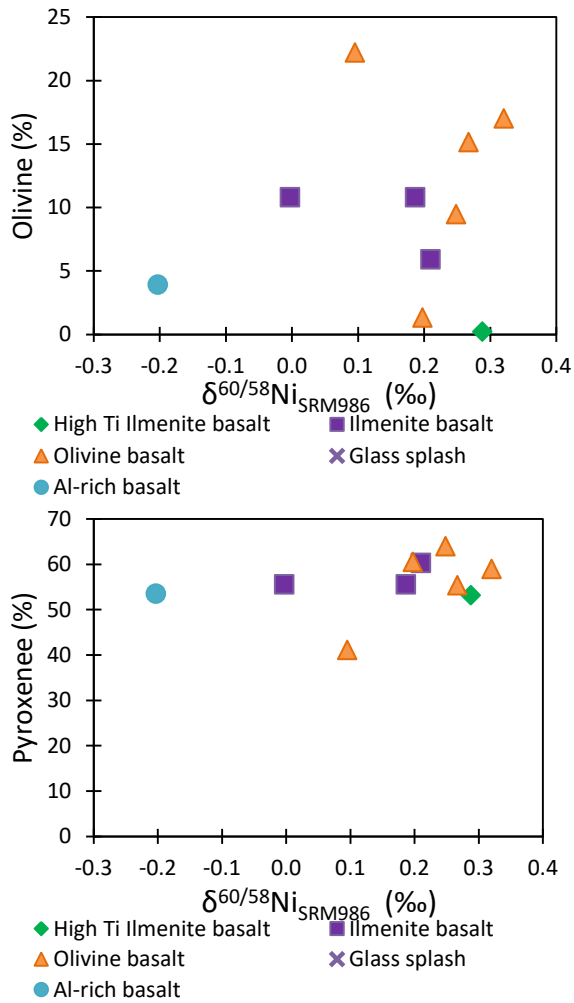 25
20
15
10
5
0
Olivine (%)
-0.3 -0.2 -0.1 0.0 0.1 0.2 0.3 0.4
δ60/58NiSRM986 (‰)
High Ti Ilmenite basalt Ilmenite basalt
Olivine basalt Glass splash
Al-rich basalt
70
60
50
40
30
20
10
0
Pyroxenee (%)
-0.3 -0.2 -0.1 0.0 0.1 0.2 0.3 0.4
δ60/58NiSRM986 (‰)
High Ti Ilmenite basalt Ilmenite basalt
Olivine basalt Glass splash
Al-rich basalt